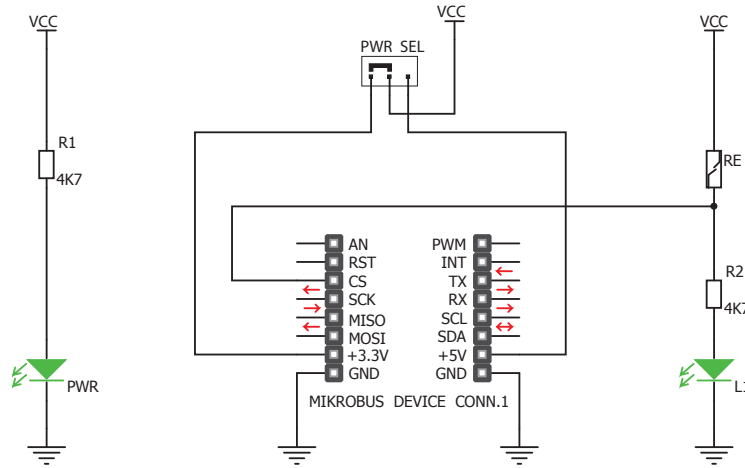 VCC
VCC
VCC
PWR SEL
R1
4K7
RE
AN
RST
CS
SCK
MISO
MOSI
+3.3V
GND
PWM
INT
TX
RX
SCL
SDA
+5V
GND
R2
4K7
PWR
MIKROBUS DEVICE CONN.1